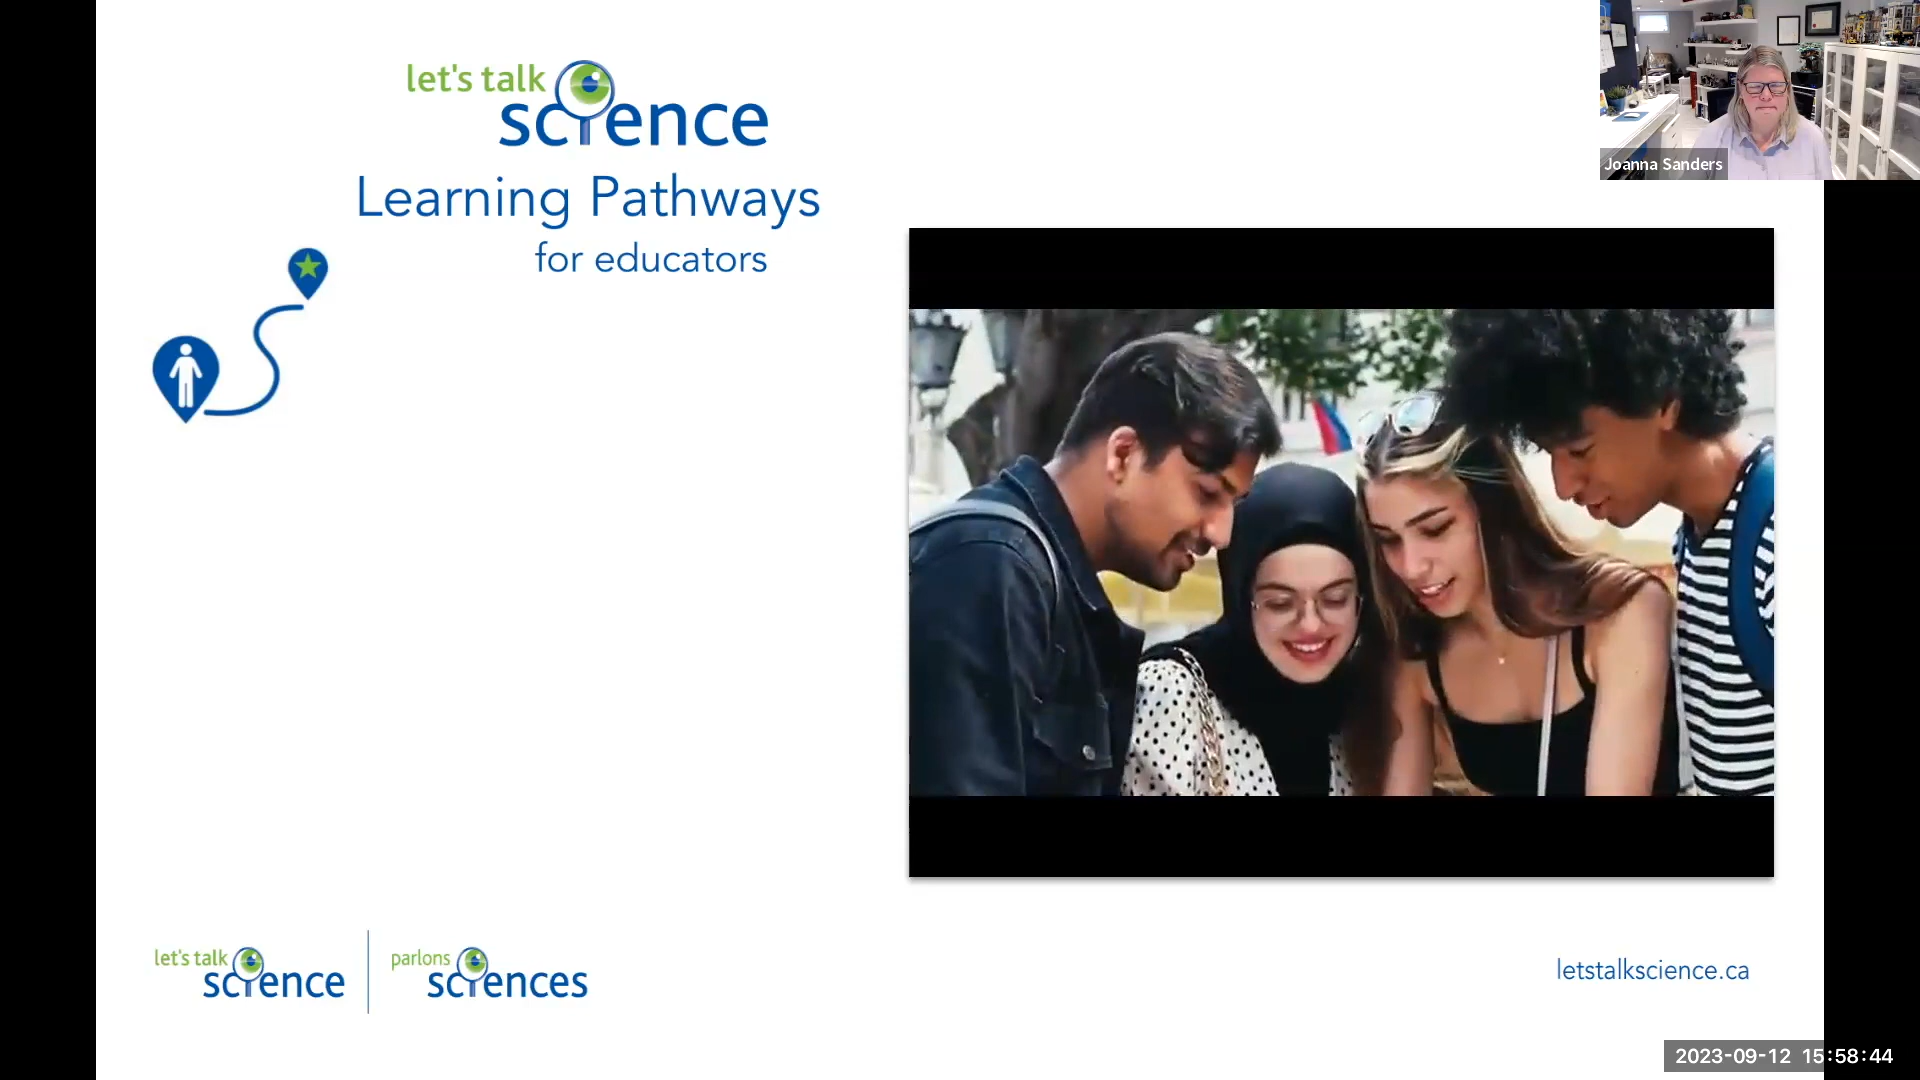 let's talk
science
Learning Pathways
for educators
Joanna Sanders
let's talk
science
parlons
sciences
letstalkscience.ca
2023-09-12 15:58:44